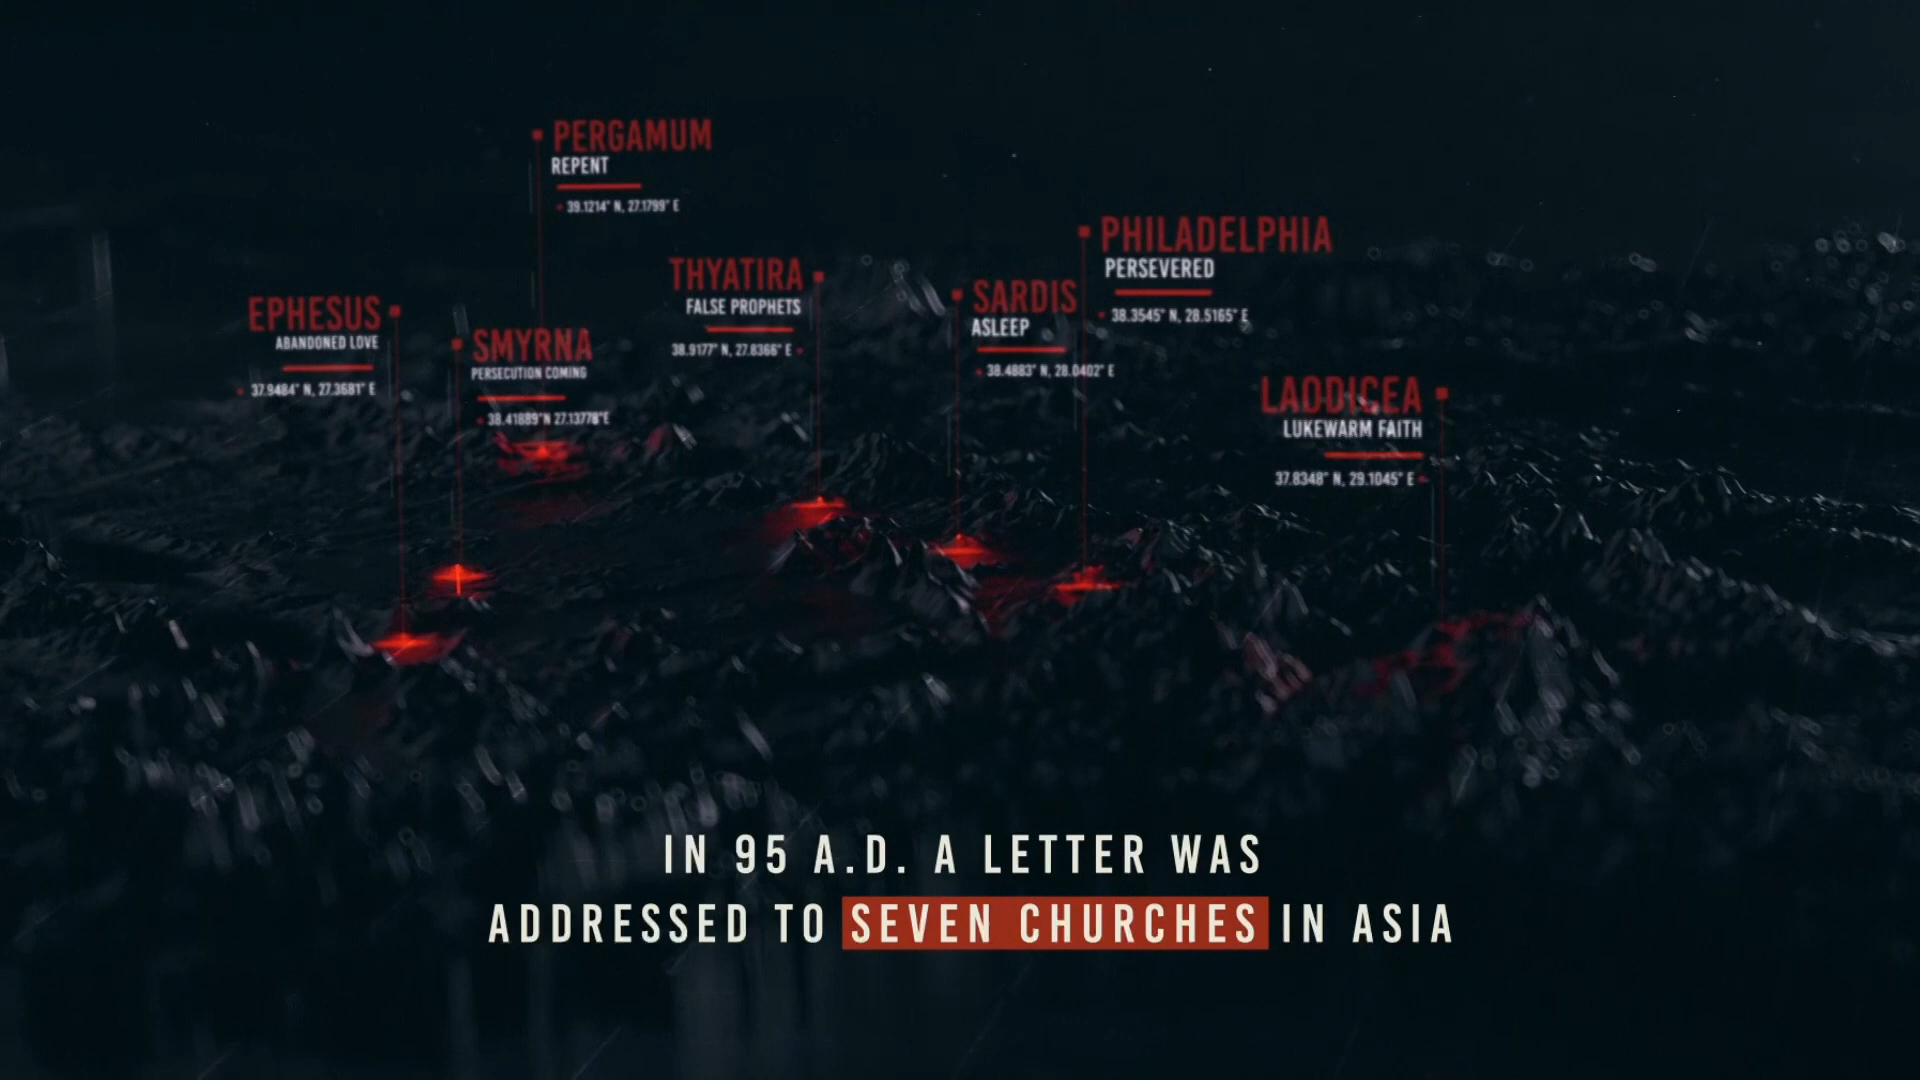 PERGAMUM
REPENT
39.1214° N, 27.1799° E
PHILADELPHIA
PERSEVERED
38.3545° N, 28.5165° E
THYATIRA
FALSE PROPHETS
38.9177° N, 27.8366° E
SARDIS
ASLEEP
38.4883° N, 28.0402° E
EPHESUS
ABANDONED LOVE
37.9484° N, 27.3681° E
SMYRNA
PERSECUTION COMING
38.41889°N 27.13778°E
LAODICEA
LUKEWARM FAITH
37.8348° N, 29.1045° E
IN 95 A.D. A LETTER WAS
ADDRESSED TO SEVEN CHURCHES IN ASIA